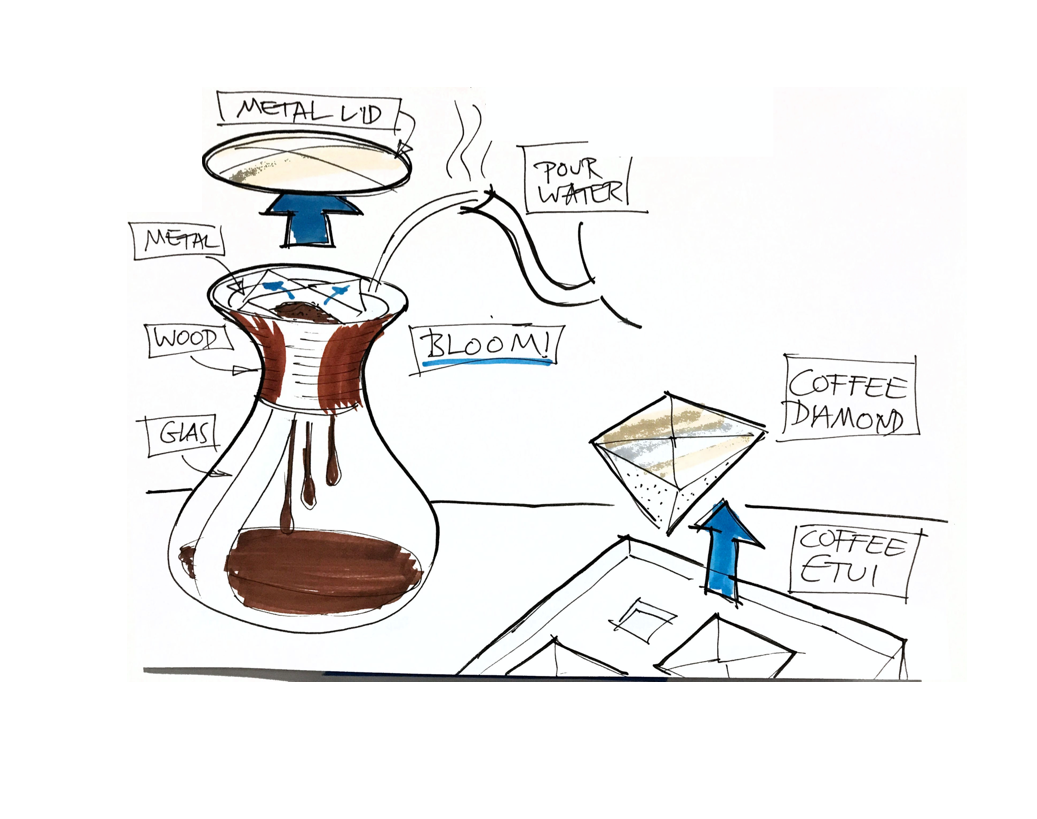 METAL LID
POUR
WATER
METAL
WOOD
BLOOM!
GLAS
COFFEE
DIAMOND
COFFEE
ETUI